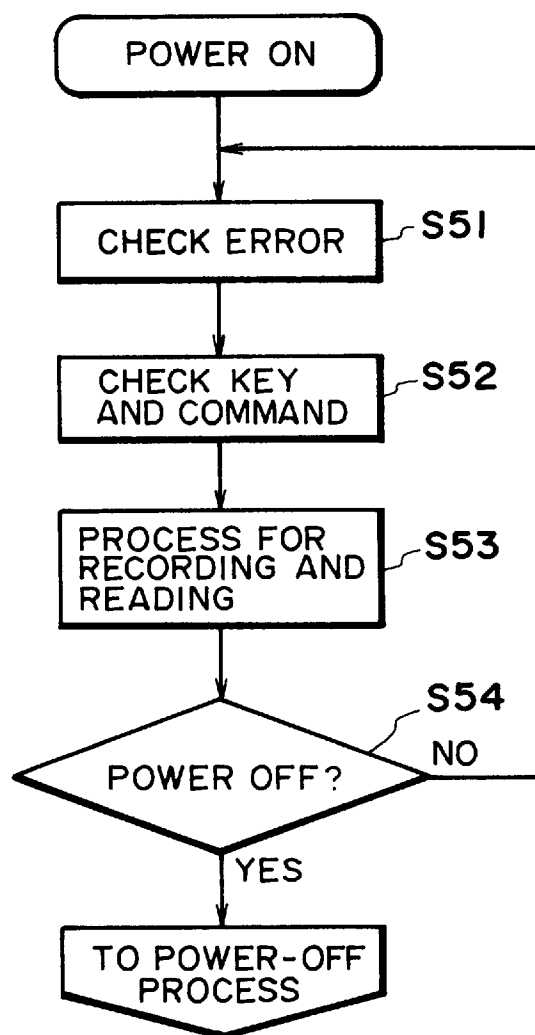 POWER ON
CHECK ERROR
S51
CHECK KEY
AND COMMAND
S52
PROCESS FOR
RECORDING AND
READING
S53
S54
POWER OFF?
NO
YES
TO POWER-OFF
PROCESS